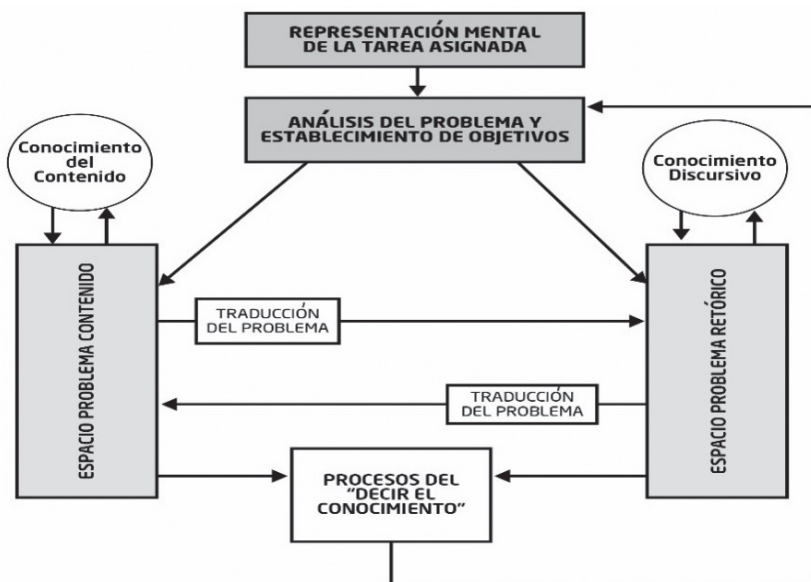 REPRESENTACIÓN MENTAL
DE LA TAREA ASIGNADA
ANÁLISIS DEL PROBLEMA Y
ESTABLECIMIENTO DE OBJETIVOS
Conocimiento
del
Contenido
Conocimiento
Discursivo
ESPACIO PROBLEMA CONTENIDO
TRADUCCIÓN
DEL PROBLEMA
TRADUCCIÓN
DEL PROBLEMA
ESPACIO PROBLEMA RETÓRICO
PROCESOS DEL
"DECIR EL
CONOCIMIENTO"